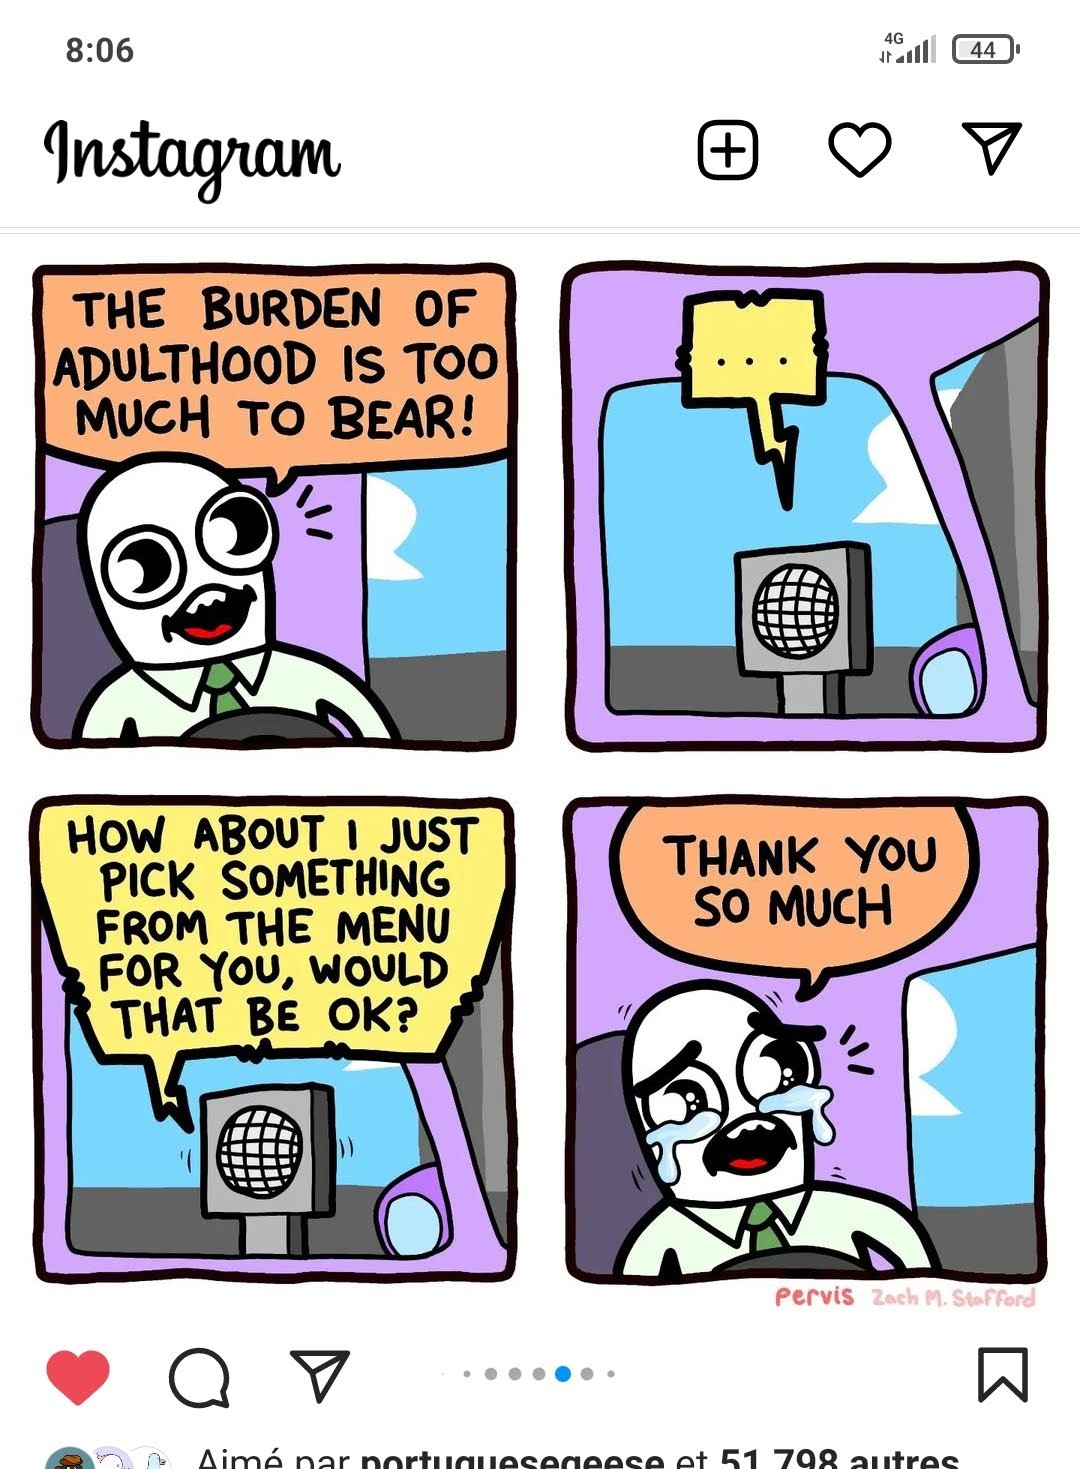 8:06
4G
44
Instagram
THE BURDEN OF
ADULTHOOD IS TOO
MUCH TO BEAR!
...
HOW ABOUT I JUST
PICK SOMETHING
FROM THE MENU
FOR YOU, WOULD
THAT BE OK?
THANK YOU
SO MUCH
Pervis Zach M. Stafford
Aimé par portuguesegeese et 51 798 autres